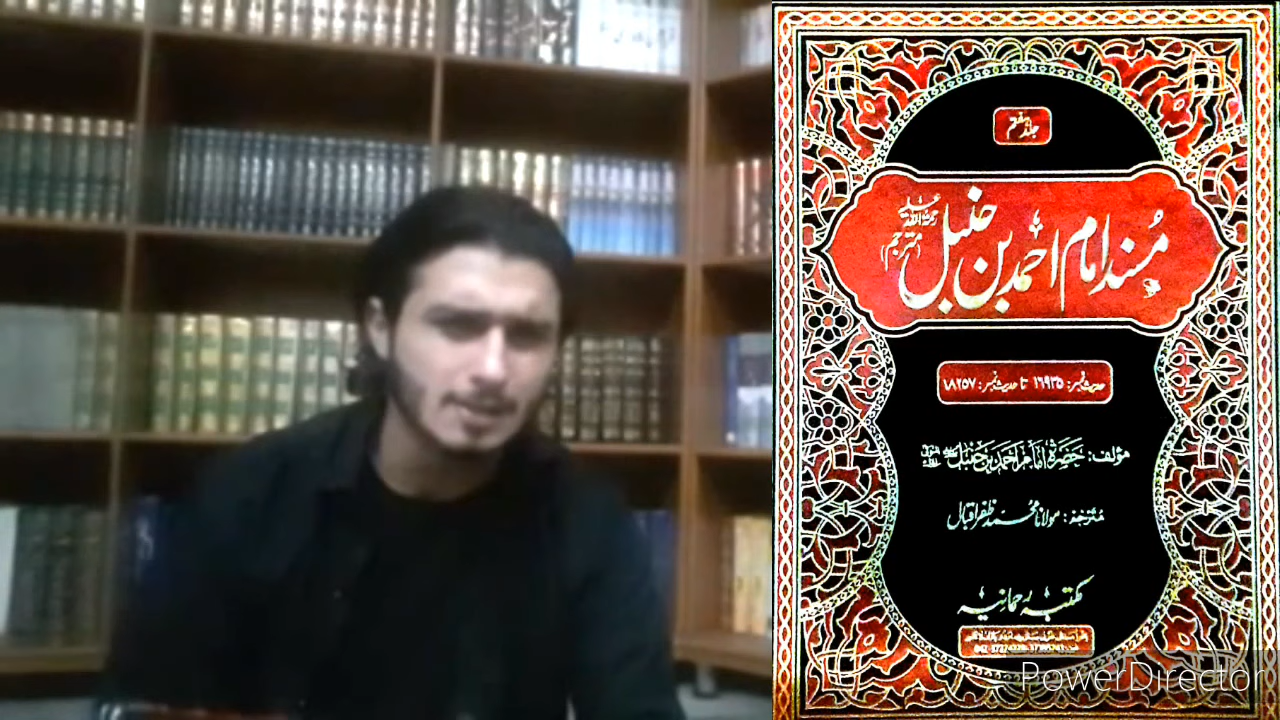 جلد ہفتم
مُسند امام احمد بن حنبل
رحمۃ اللہ علیہ
(مترجم)
حدیث نمبر: ۱۶۹۳۵ تا حدیث نمبر: ۱۸۲۵۷
مؤلف: حضرت امام احمد بن حنبل
مترجم: مولانا محمد ظفر اقبال
مکتبہ رحمانیہ
PowerDirector